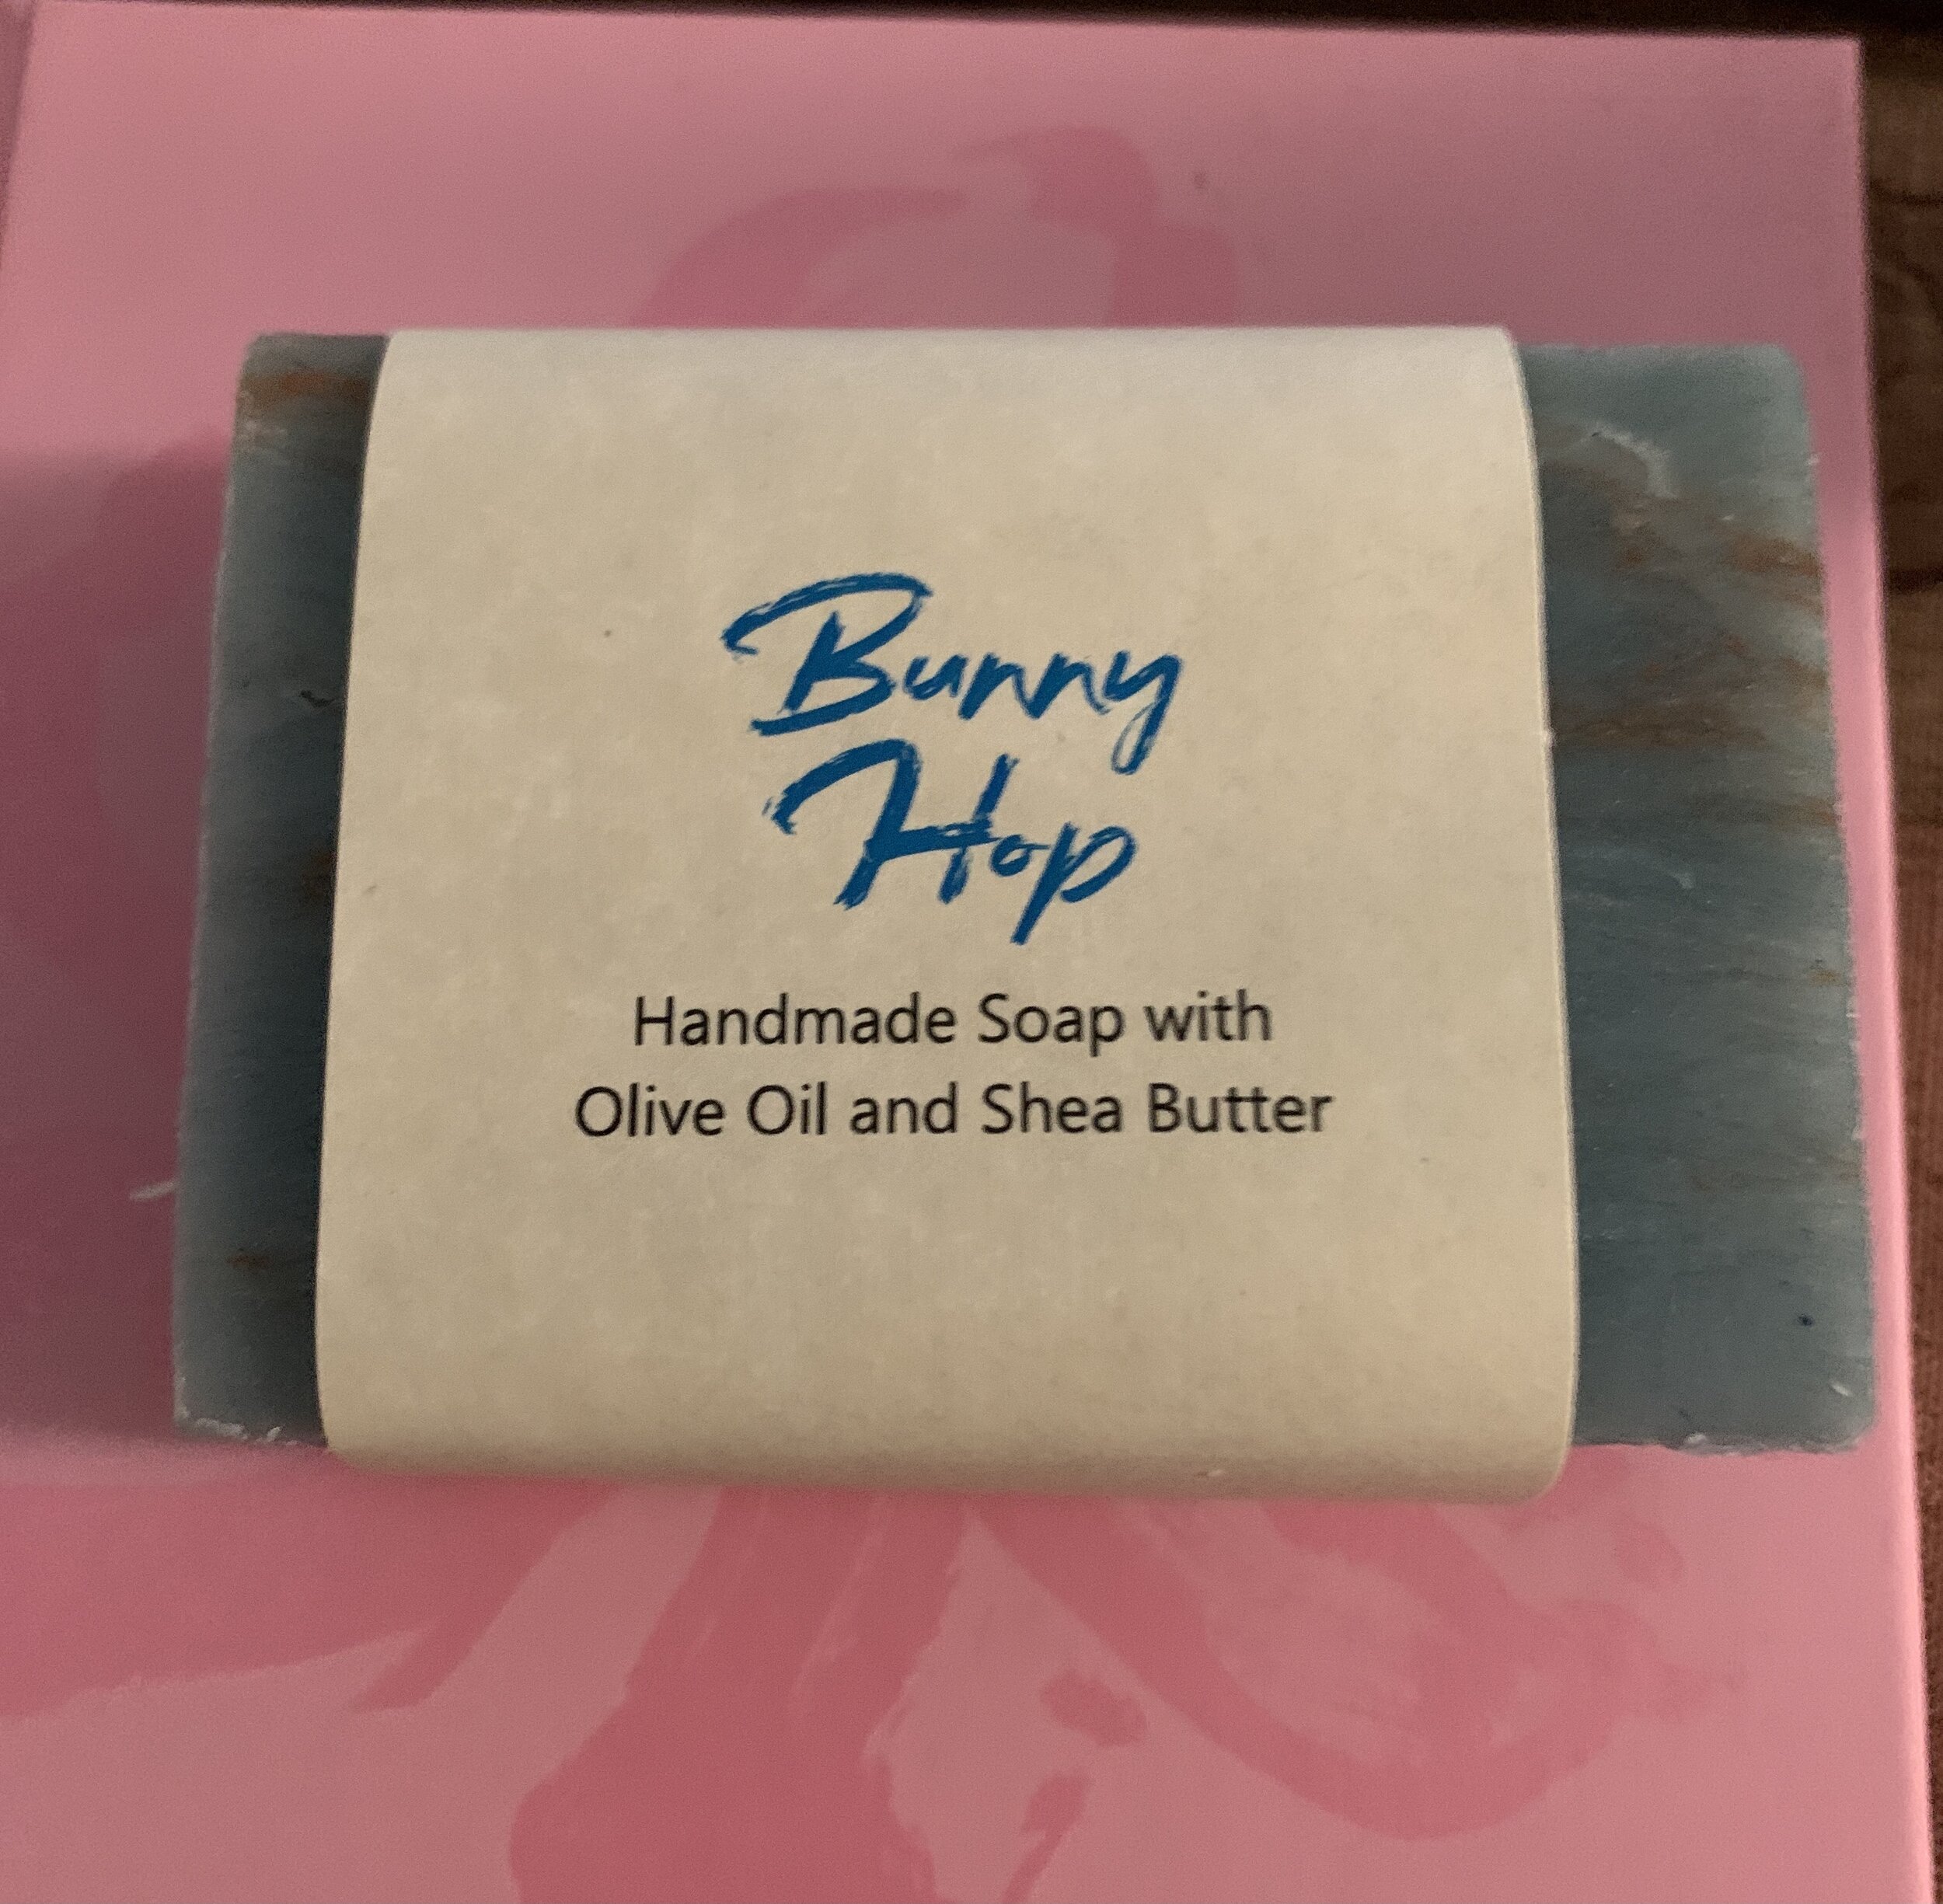 Bunny
Hop
Handmade Soap with
Olive Oil and Shea Butter